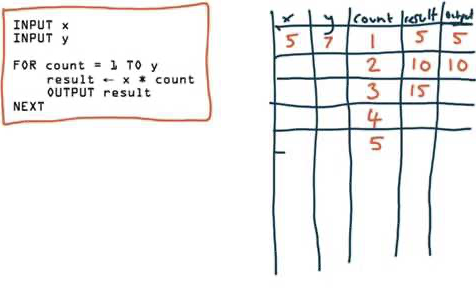 INPUT x
INPUT y
FOR count = 1 TO y
result ← x * count
OUTPUT result
NEXT
x y count result output
5 7 1 5 5
2 10 10
3 15
4
5